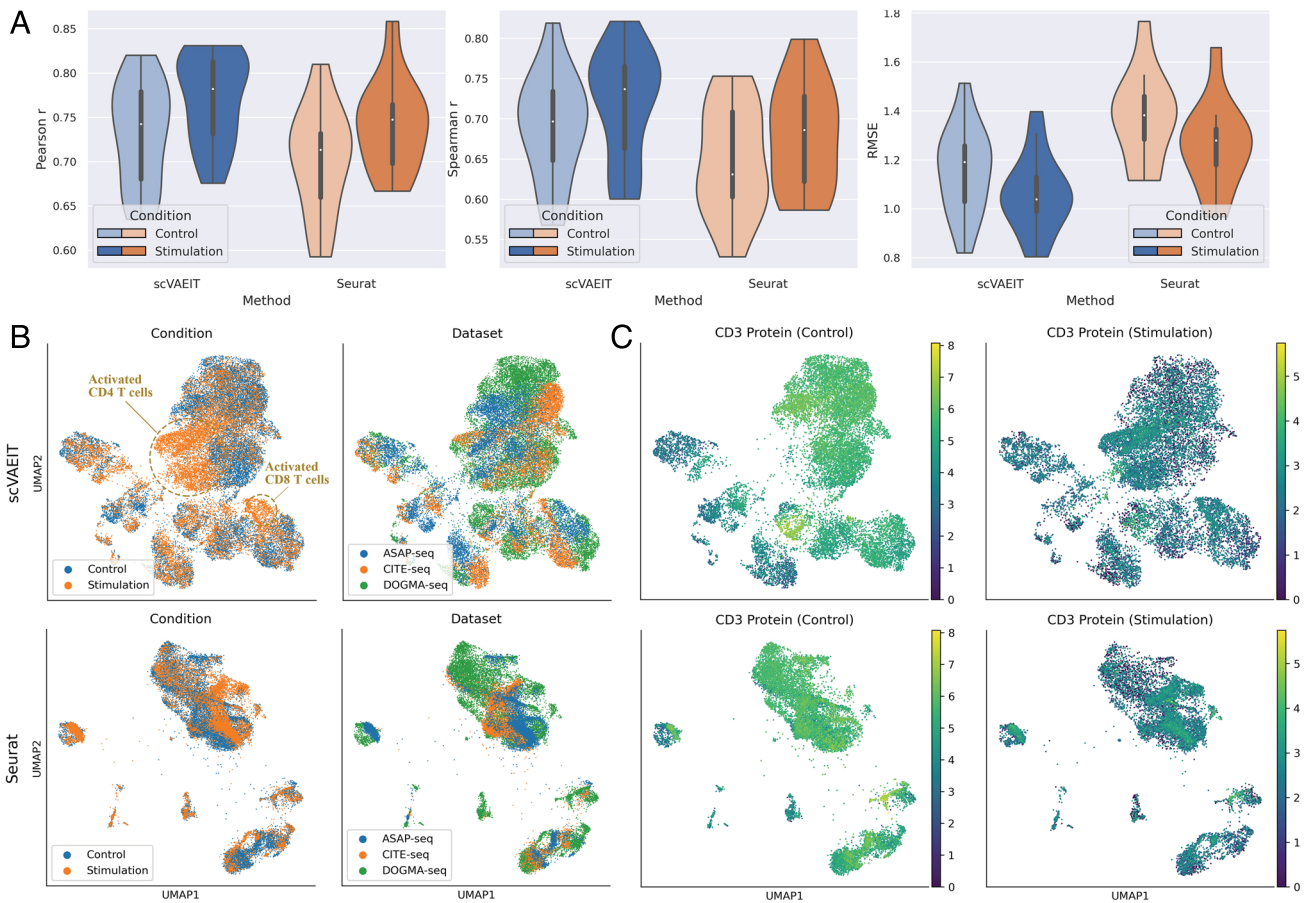 A
Pearson r
0.85
0.80
0.75
0.70
0.65
0.60
Condition
Control
Stimulation
scVAEIT
Seurat
Method
Spearman r
0.80
0.75
0.70
0.65
0.60
0.55
Condition
Control
Stimulation
scVAEIT
Seurat
Method
RMSE
1.8
1.6
1.4
1.2
1.0
0.8
Condition
Control
Stimulation
scVAEIT
Seurat
Method
B
scVAEIT
UMAP2
Condition
Activated
CD4 T cells
Activated
CD8 T cells
Control
Stimulation
Dataset
ASAP-seq
CITE-seq
DOGMA-seq
C
CD3 Protein (Control)
8
7
6
5
4
3
2
1
0
CD3 Protein (Stimulation)
5
4
3
2
1
0
Seurat
UMAP2
Condition
Control
Stimulation
Dataset
ASAP-seq
CITE-seq
DOGMA-seq
UMAP1
CD3 Protein (Control)
8
7
6
5
4
3
2
1
0
CD3 Protein (Stimulation)
5
4
3
2
1
0
UMAP1